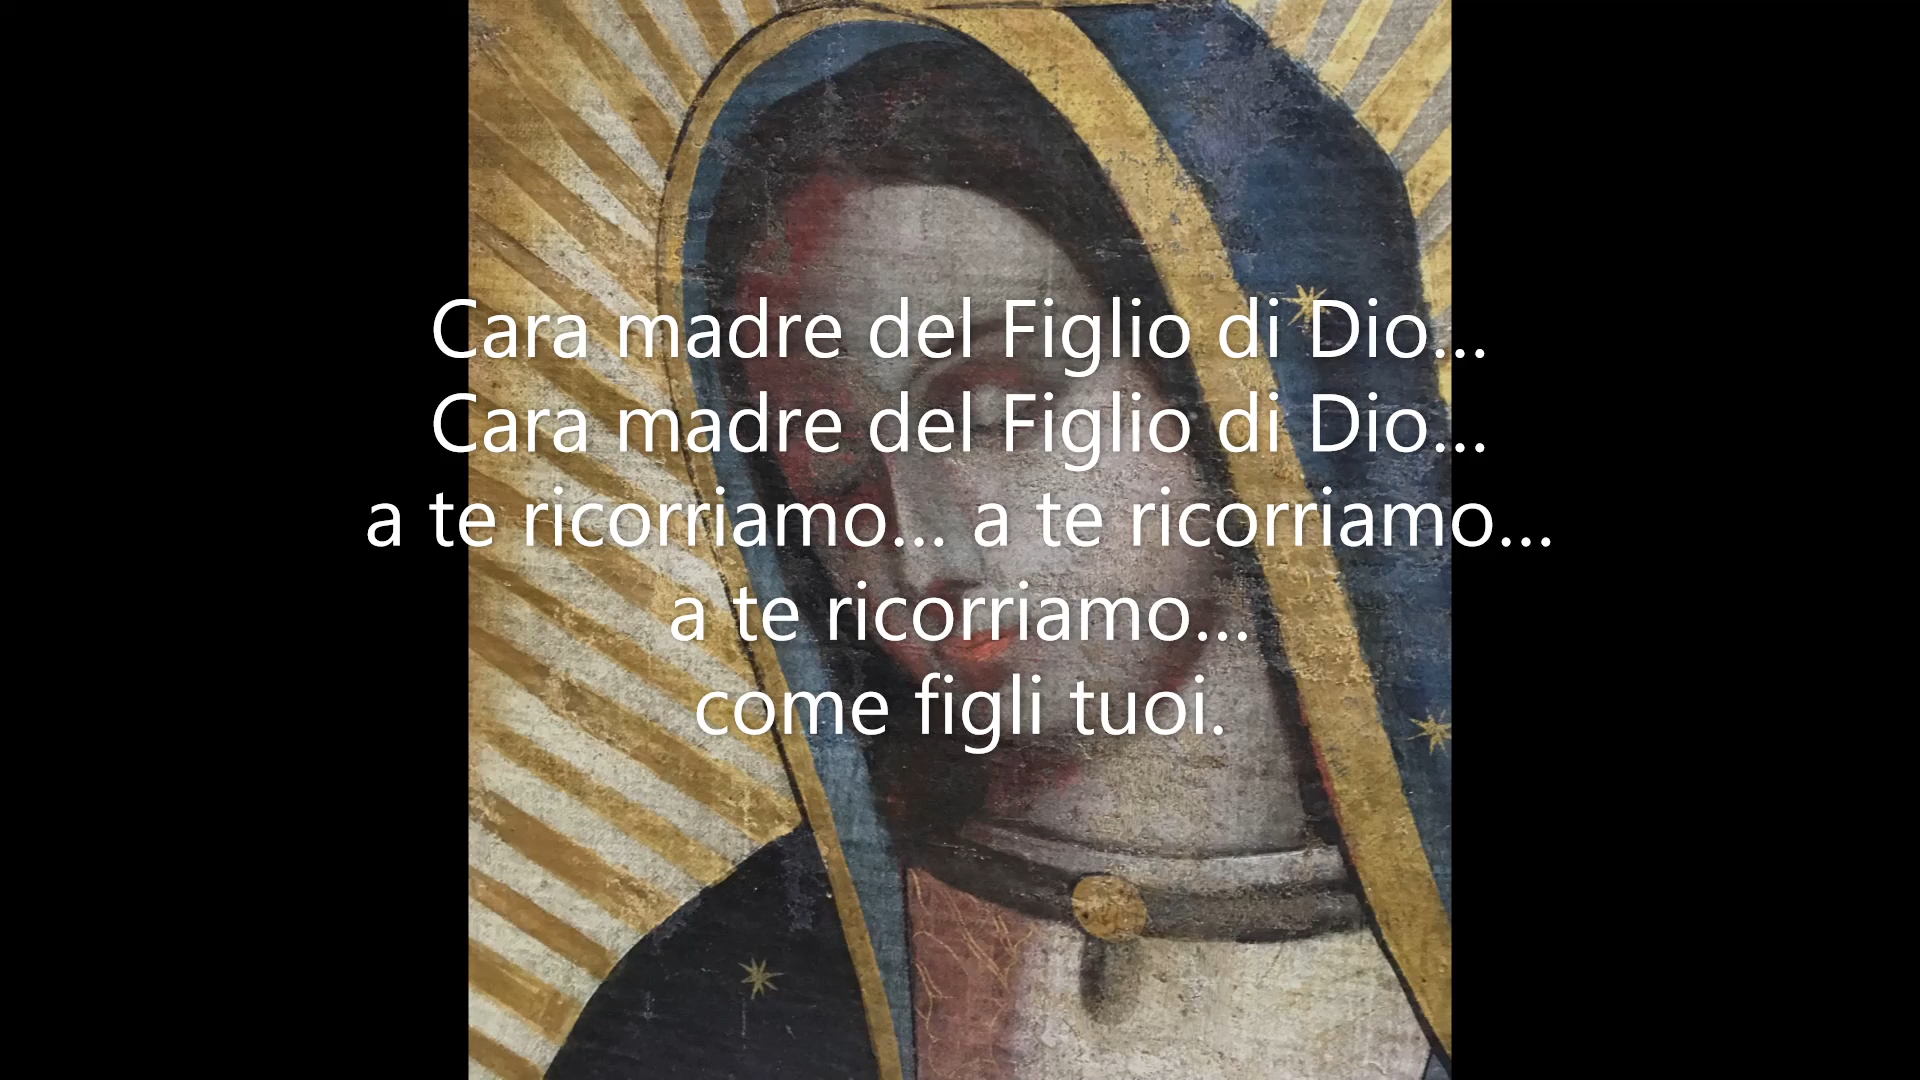 Cara madre del Figlio di Dio...
Cara madre del Figlio di Dio...
a te ricorriamo... a te ricorriamo...
a te ricorriamo...
come figli tuoi.